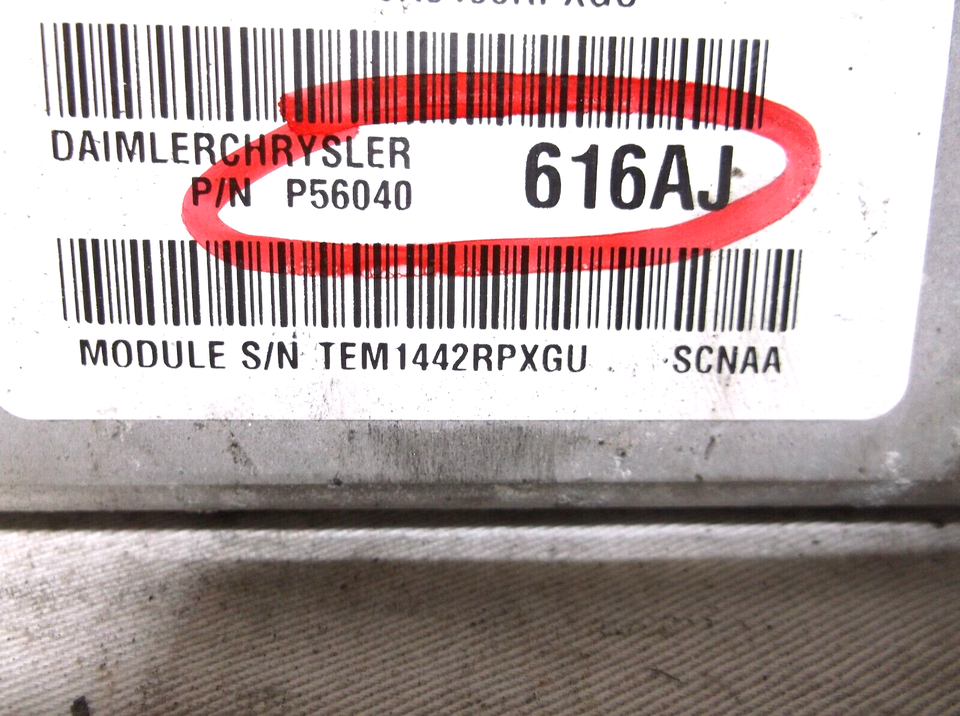 DAIMLERCHRYSLER
P/N P56040 616AJ
MODULE S/N TEM1442RPXGU SCNAA